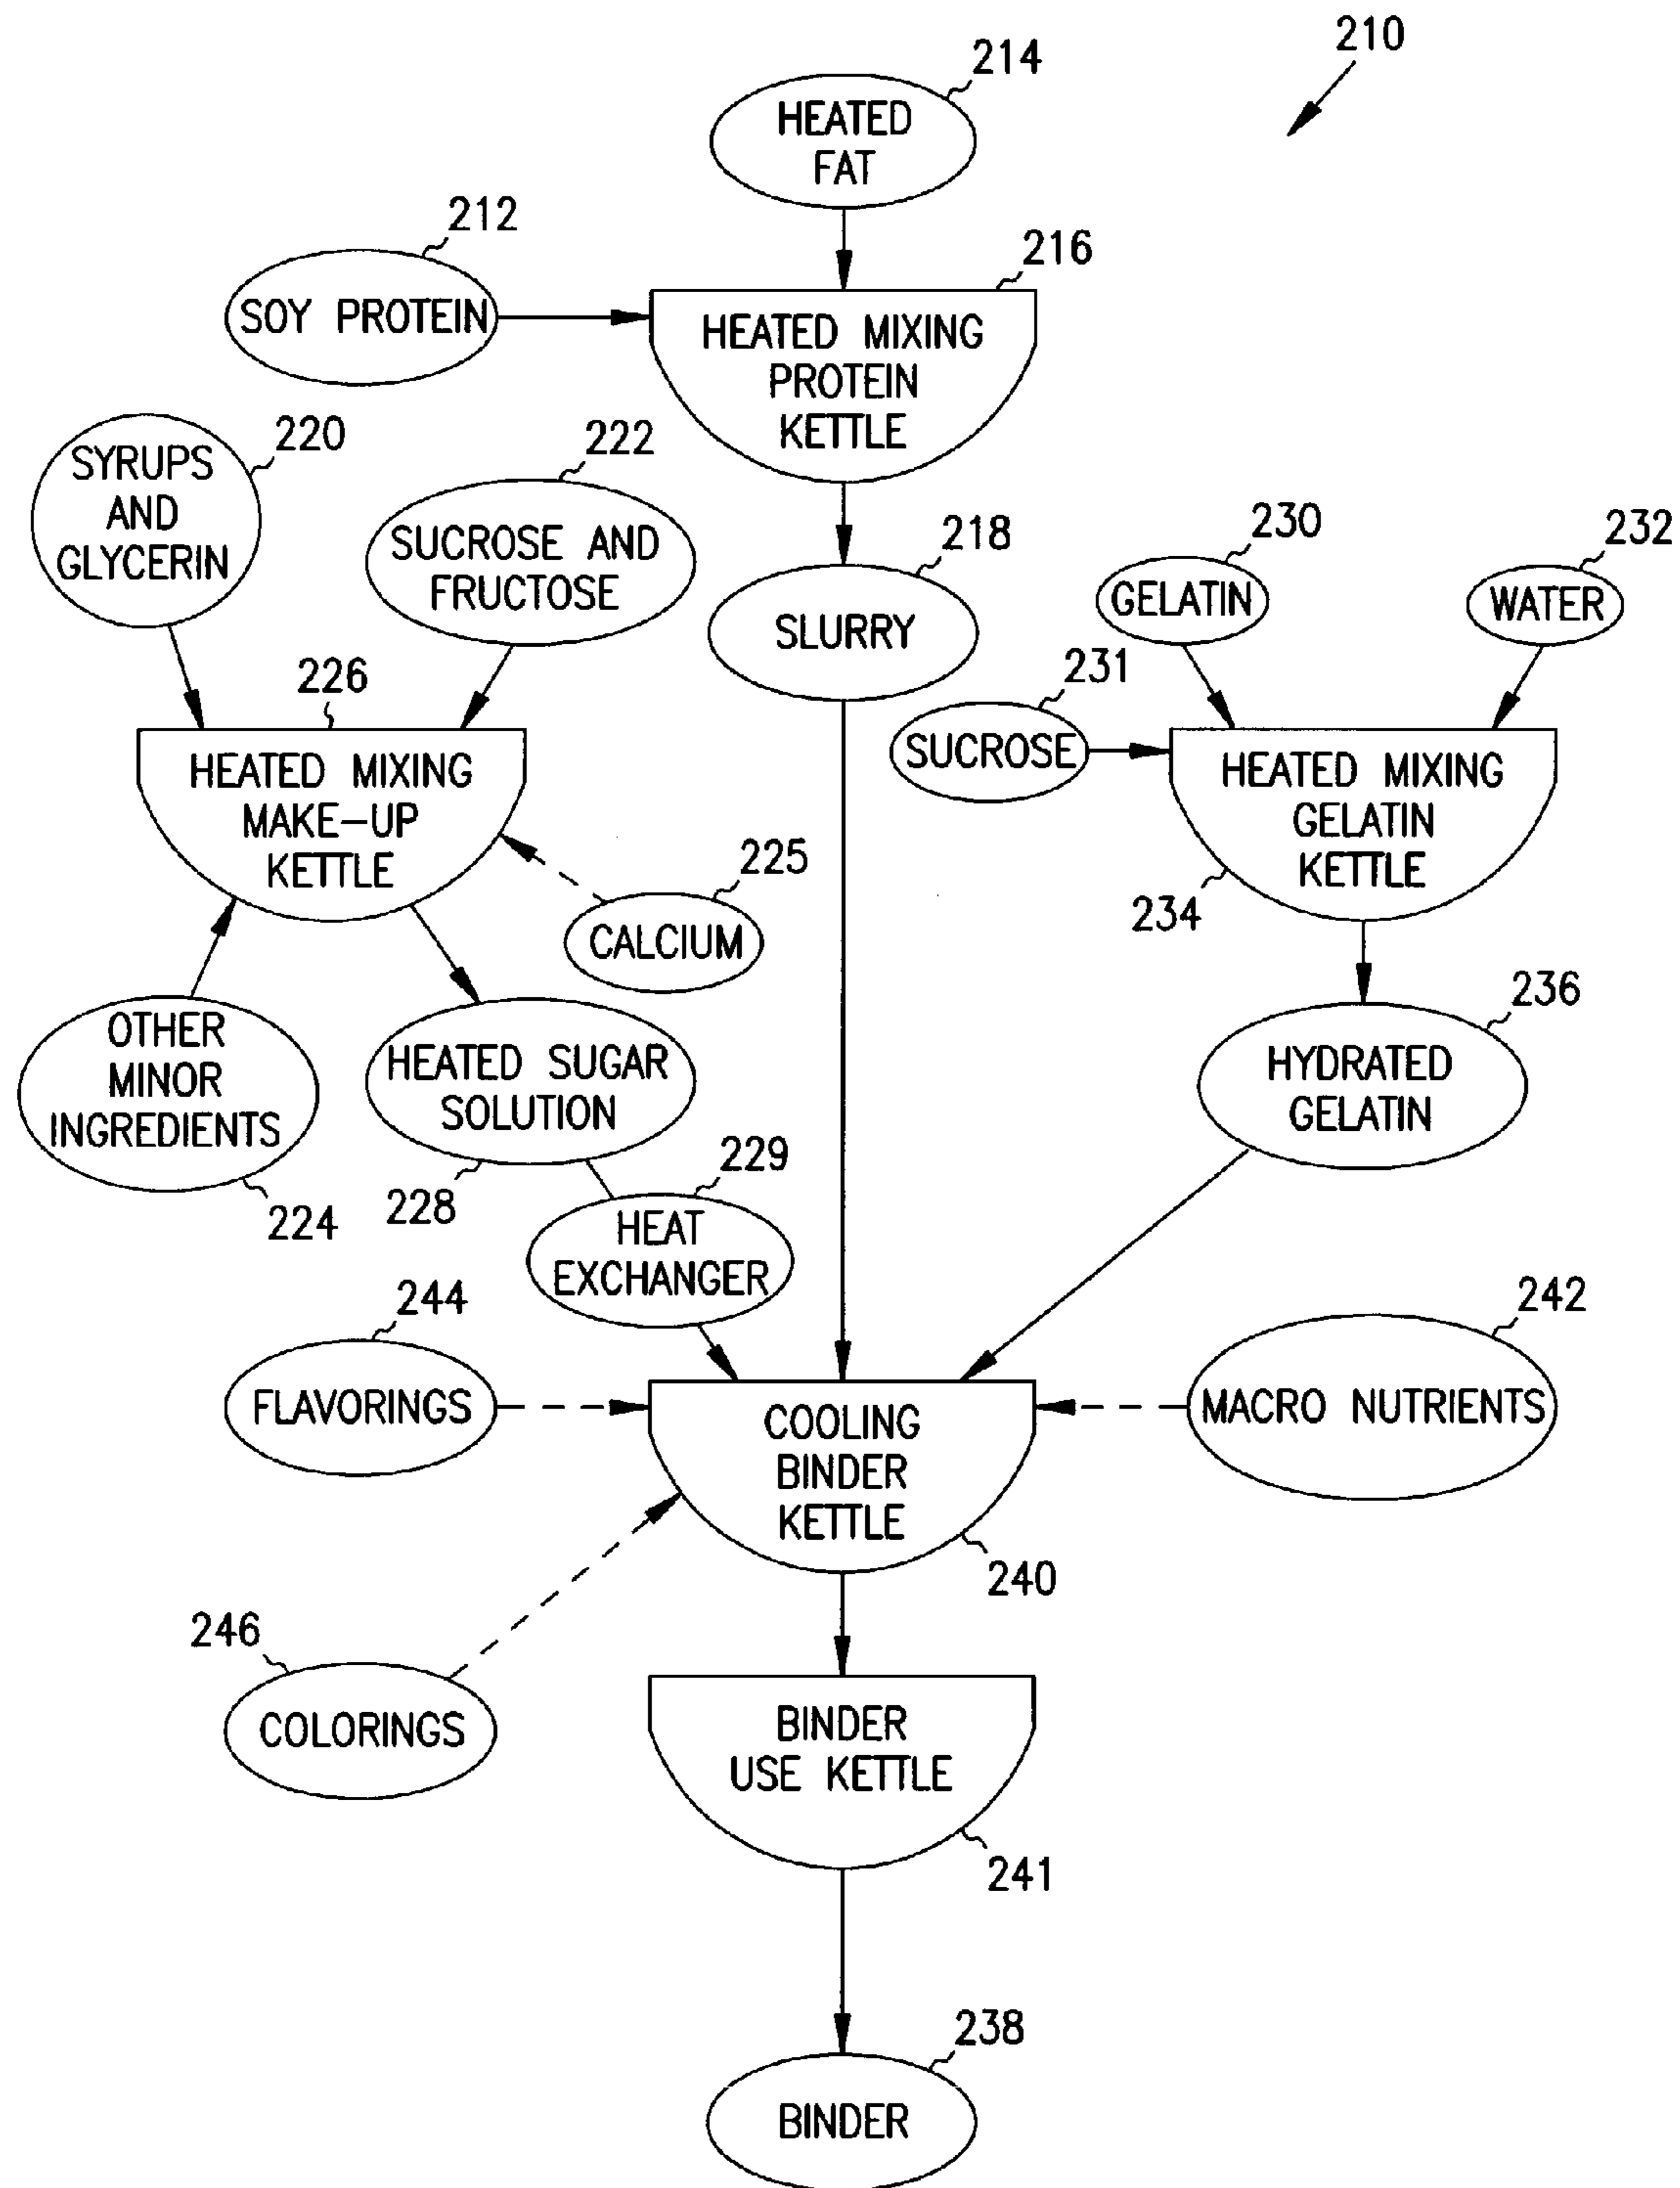 210
214
HEATED
FAT
212
SOY PROTEIN
216
HEATED MIXING
PROTEIN
KETTLE
220
SYRUPS
AND
GLYCERIN
222
SUCROSE AND
FRUCTOSE
218
SLURRY
230
GELATIN
232
WATER
231
SUCROSE
226
HEATED MIXING
MAKE-UP
KETTLE
HEATED MIXING
GELATIN
KETTLE
234
225
CALCIUM
OTHER
MINOR
INGREDIENTS
224
HEATED SUGAR
SOLUTION
228
236
HYDRATED
GELATIN
229
HEAT
EXCHANGER
244
FLAVORINGS
242
MACRO NUTRIENTS
COOLING
BINDER
KETTLE
240
246
COLORINGS
BINDER
USE KETTLE
241
238
BINDER